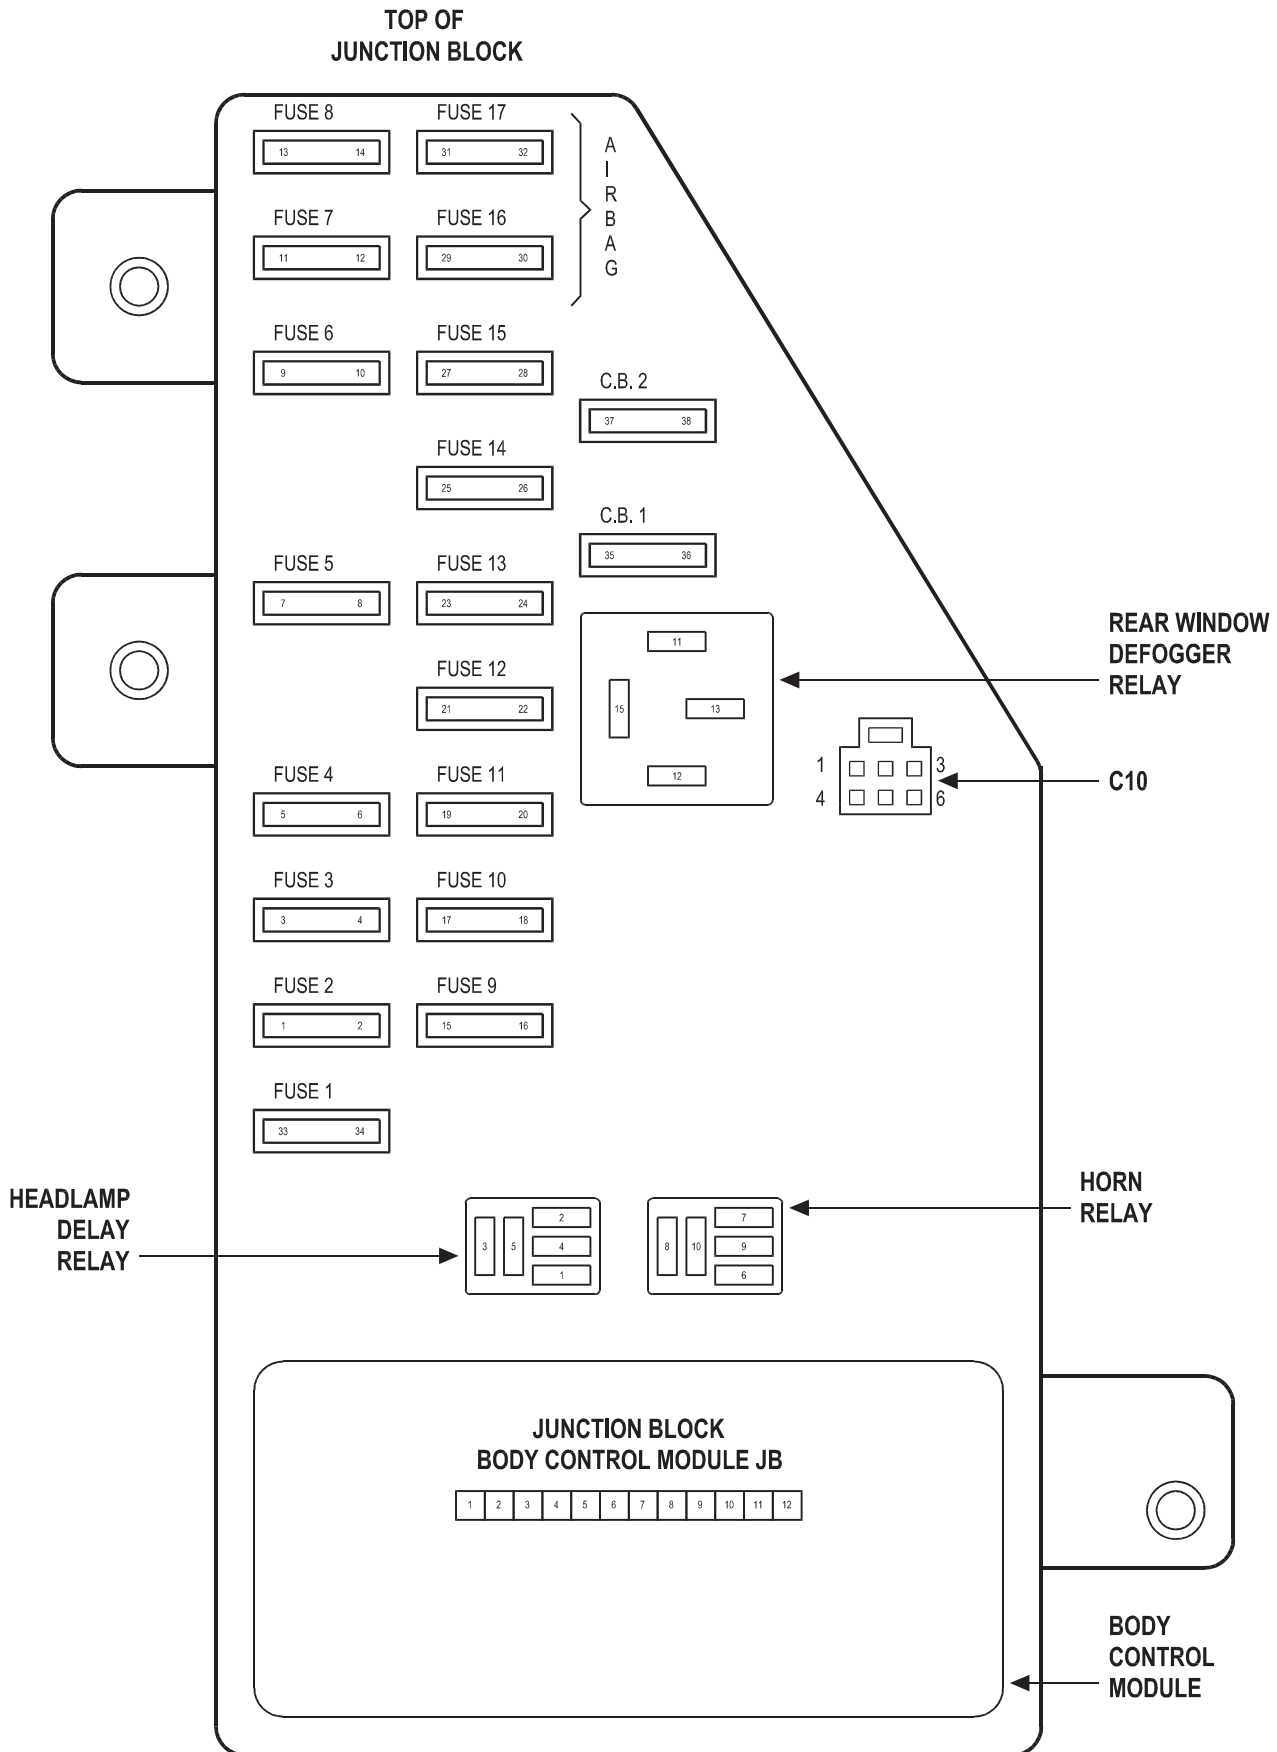 TOP OF
JUNCTION BLOCK
FUSE 8 FUSE 17
13 14 31 32
A
I
R
B
A
G
FUSE 7 FUSE 16
11 12 29 30
FUSE 6 FUSE 15
9 10 27 28
C.B. 2
37 38
FUSE 14
25 26
C.B. 1
35 36
FUSE 5 FUSE 13
7 8 23 24
REAR WINDOW
DEFOGGER
RELAY
11
15 13
12
FUSE 12
21 22
FUSE 4 FUSE 11
5 6 19 20
1 3
4 6
C10
FUSE 3 FUSE 10
3 4 17 18
FUSE 2 FUSE 9
1 2 15 16
FUSE 1
33 34
HEADLAMP
DELAY
RELAY
2
3 5 4
1
7
8 10 9
6
HORN
RELAY
JUNCTION BLOCK
BODY CONTROL MODULE JB
1 2 3 4 5 6 7 8 9 10 11 12
BODY
CONTROL
MODULE